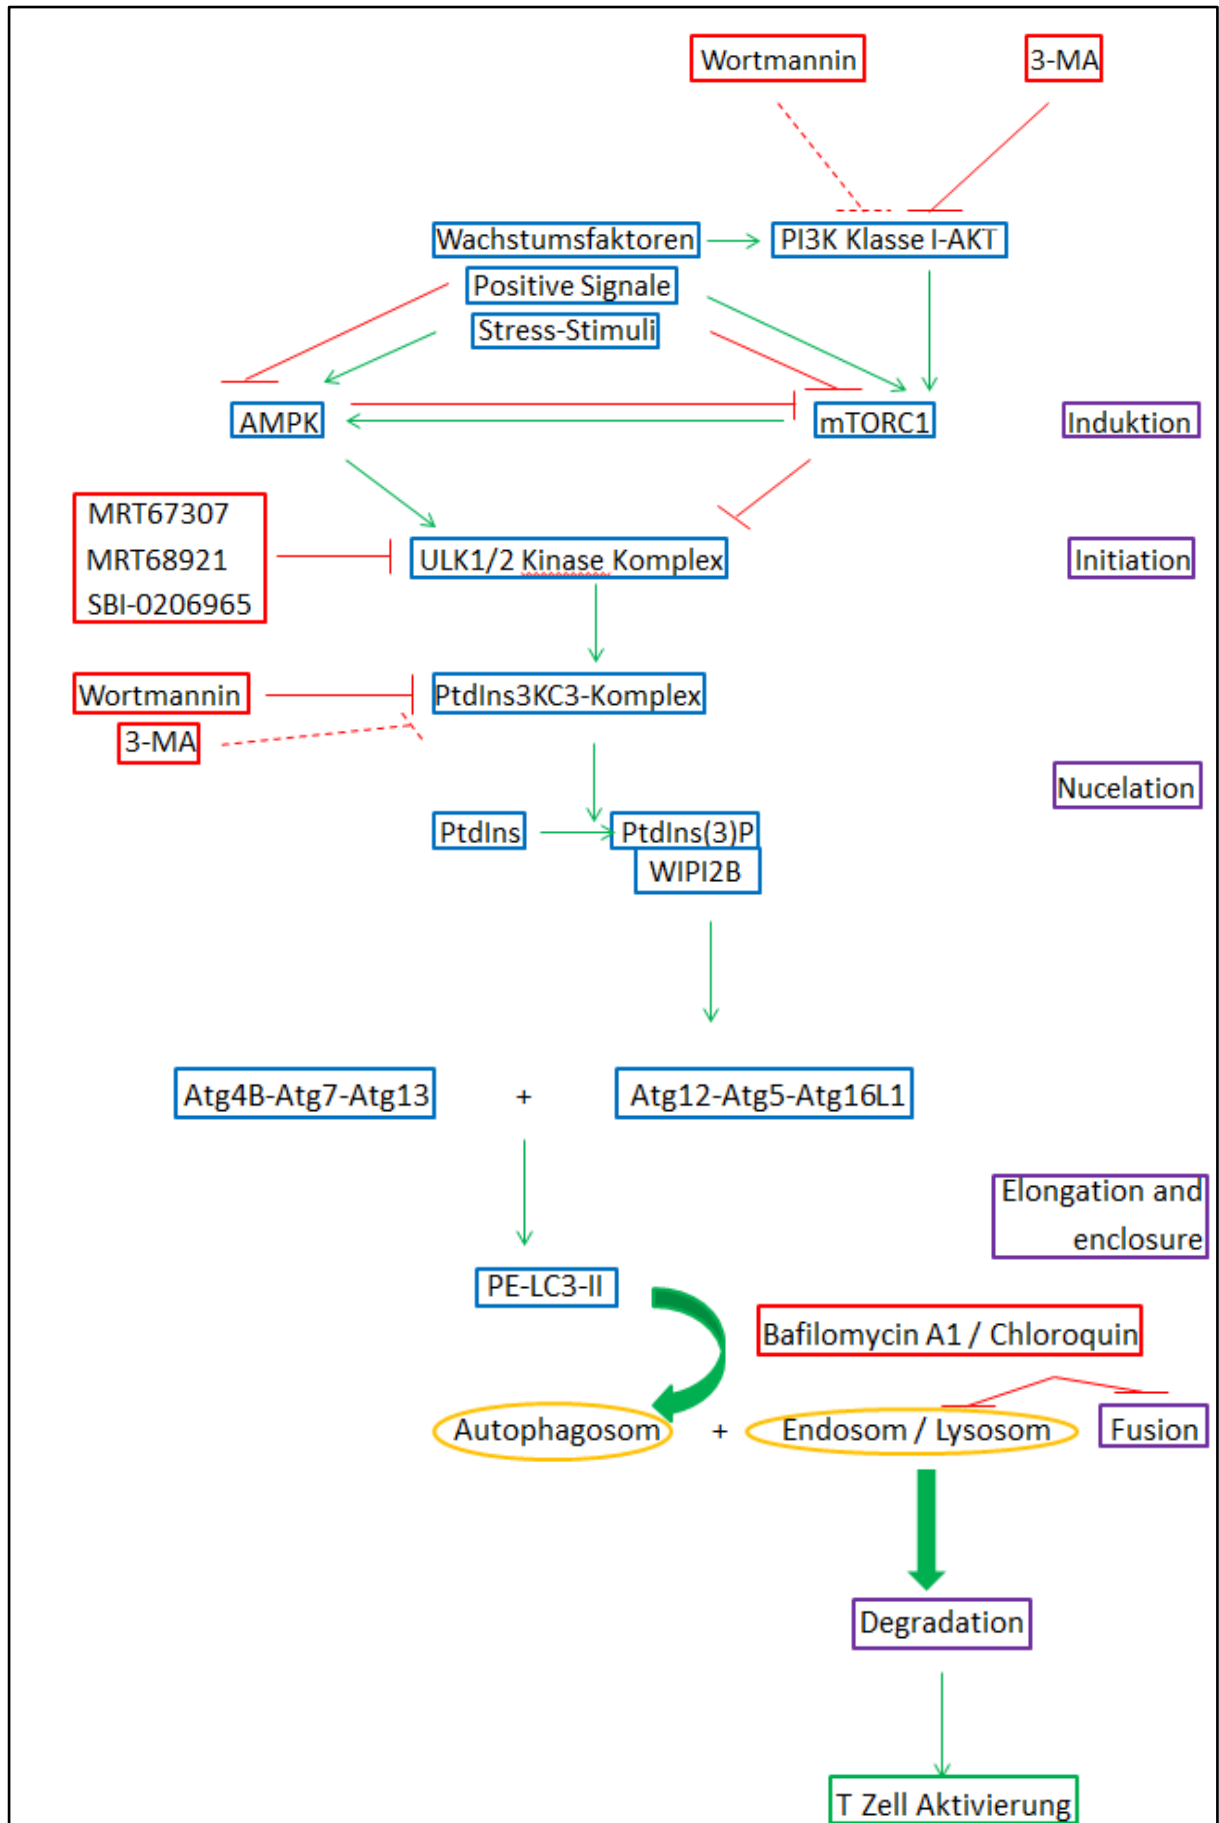 Wortmannin
3-MA
Wachstumsfaktoren
PI3K Klasse I-AKT
Positive Signale
Stress-Stimuli
AMPK
mTORC1
Induktion
MRT67307
MRT68921
SBI-0206965
ULK1/2 Kinase Komplex
Initiation
Wortmannin
PtdIns3KC3-Komplex
3-MA
Nucelation
PtdIns
PtdIns(3)P
WIPI2B
Atg4B-Atg7-Atg13
+
Atg12-Atg5-Atg16L1
Elongation and
enclosure
PE-LC3-II
Bafilomycin A1 / Chloroquin
Autophagosom
+
Endosom / Lysosom
Fusion
Degradation
T Zell Aktivierung